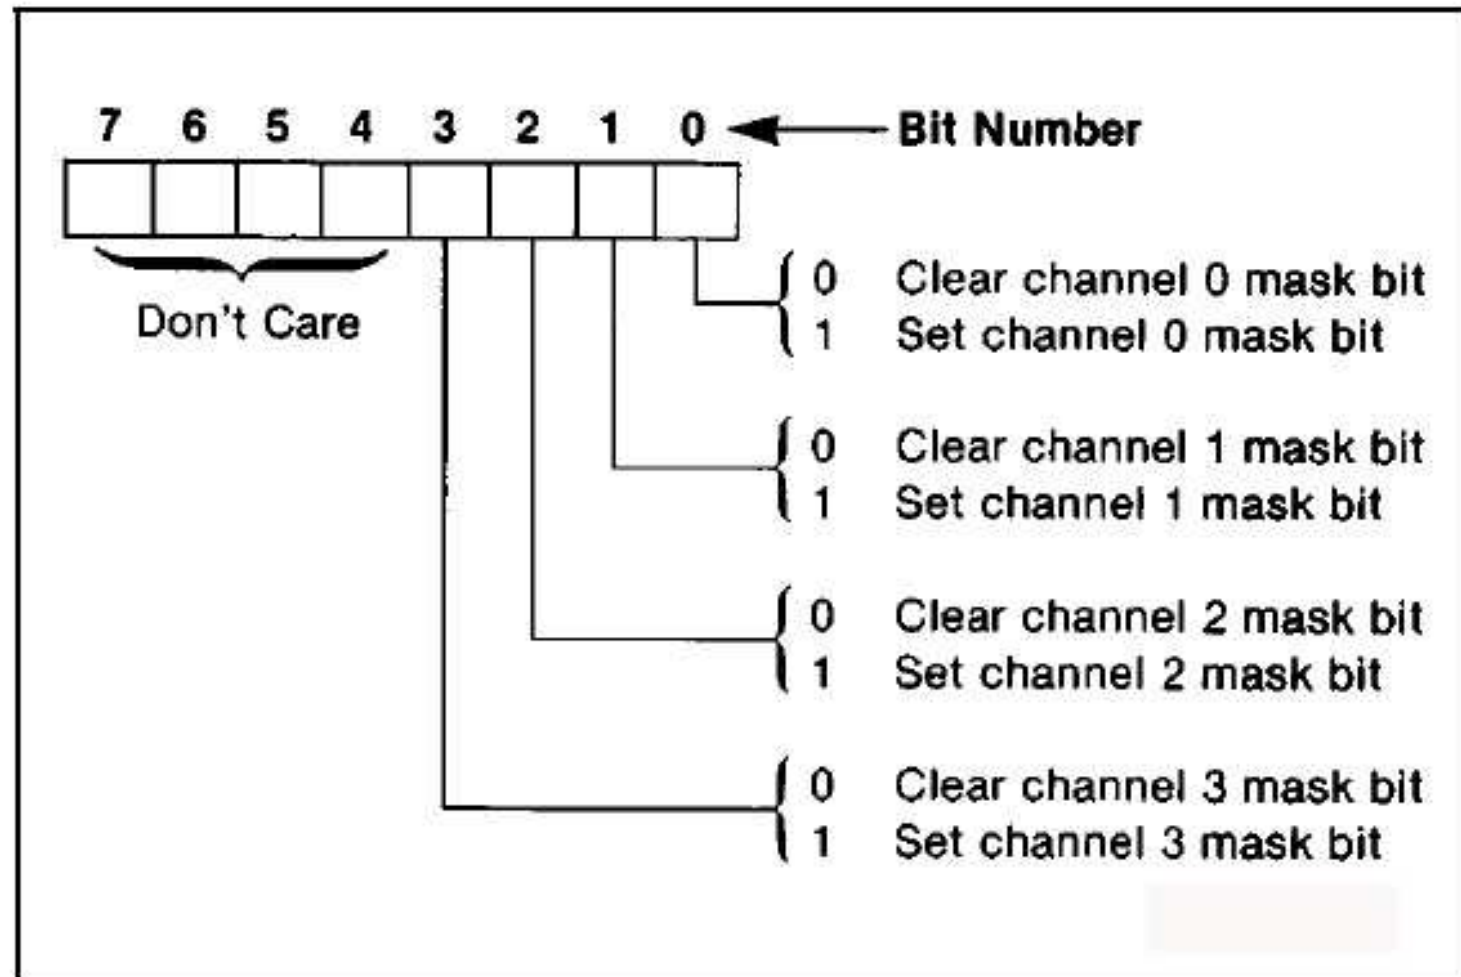 7 6 5 4 3 2 1 0 Bit Number
Don't Care
0 Clear channel 0 mask bit
1 Set channel 0 mask bit
0 Clear channel 1 mask bit
1 Set channel 1 mask bit
0 Clear channel 2 mask bit
1 Set channel 2 mask bit
0 Clear channel 3 mask bit
1 Set channel 3 mask bit